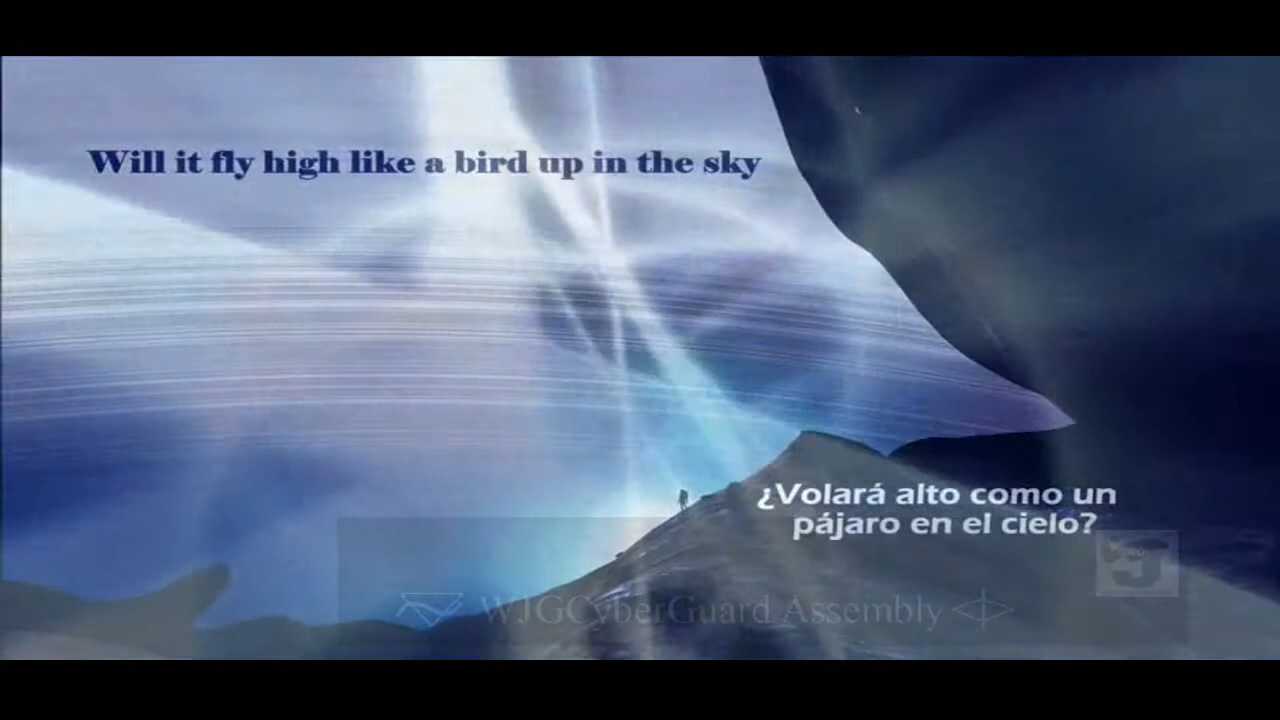 Will it fly high like a bird up in the sky
¿Volará alto como un
pájaro en el cielo?
WJGCyberGuard Assembly